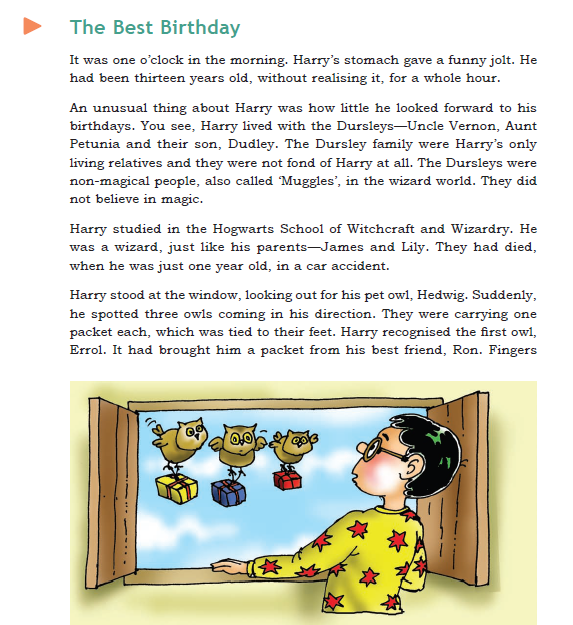 The Best Birthday
It was one o'clock in the morning. Harry's stomach gave a funny jolt. He
had been thirteen years old, without realising it, for a whole hour.
An unusual thing about Harry was how little he looked forward to his
birthdays. You see, Harry lived with the Dursleys—Uncle Vernon, Aunt
Petunia and their son, Dudley. The Dursley family were Harry's only
living relatives and they were not fond of Harry at all. The Dursleys were
non-magical people, also called 'Muggles', in the wizard world. They did
not believe in magic.
Harry studied in the Hogwarts School of Witchcraft and Wizardry. He
was a wizard, just like his parents—James and Lily. They had died,
when he was just one year old, in a car accident.
Harry stood at the window, looking out for his pet owl, Hedwig. Suddenly,
he spotted three owls coming in his direction. They were carrying one
packet each, which was tied to their feet. Harry recognised the first owl,
Errol. It had brought him a packet from his best friend, Ron. Fingers